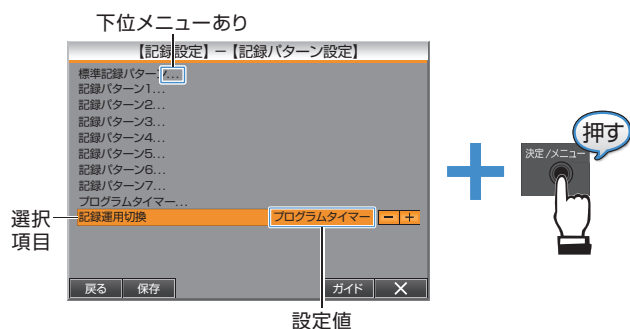 下位メニューあり
【記録設定】－【記録パターン設定】
標準記録パターン...
記録パターン1...
記録パターン2...
記録パターン3...
記録パターン4...
記録パターン5...
記録パターン6...
記録パターン7...
プログラムタイマー...
記録運用切換 プログラムタイマー － ＋
選択
項目
戻る 保存 ガイド ×
設定値
押す
決定/メニュー